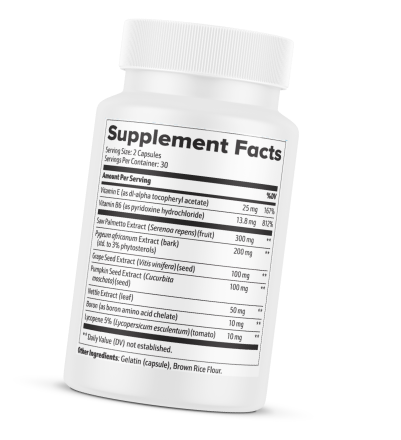 Supplement Facts
Serving Size: 2 Capsules
Servings Per Container: 30
Amount Per Serving %DV
Vitamin E (as dl-alpha tocopheryl acetate) 25 mg 167%
Vitamin B6 (as pyridoxine hydrochloride) 13.8 mg 812%
Saw Palmetto Extract (Serenoa repens)(fruit) 300 mg **
Pygeum africanum Extract (bark) 200 mg **
(std. to 3% phytosterols)
Grape Seed Extract (Vitis vinifera)(seed) 100 mg **
Pumpkin Seed Extract (Cucurbita 100 mg **
moschata)(seed)
Nettle Extract (leaf) 50 mg **
Boron (as boron amino acid chelate) 10 mg **
Lycopene 5% (Lycopersicum esculentum)(tomato) 10 mg **
**Daily Value (DV) not established.
Other Ingredients: Gelatin (capsule), Brown Rice Flour.